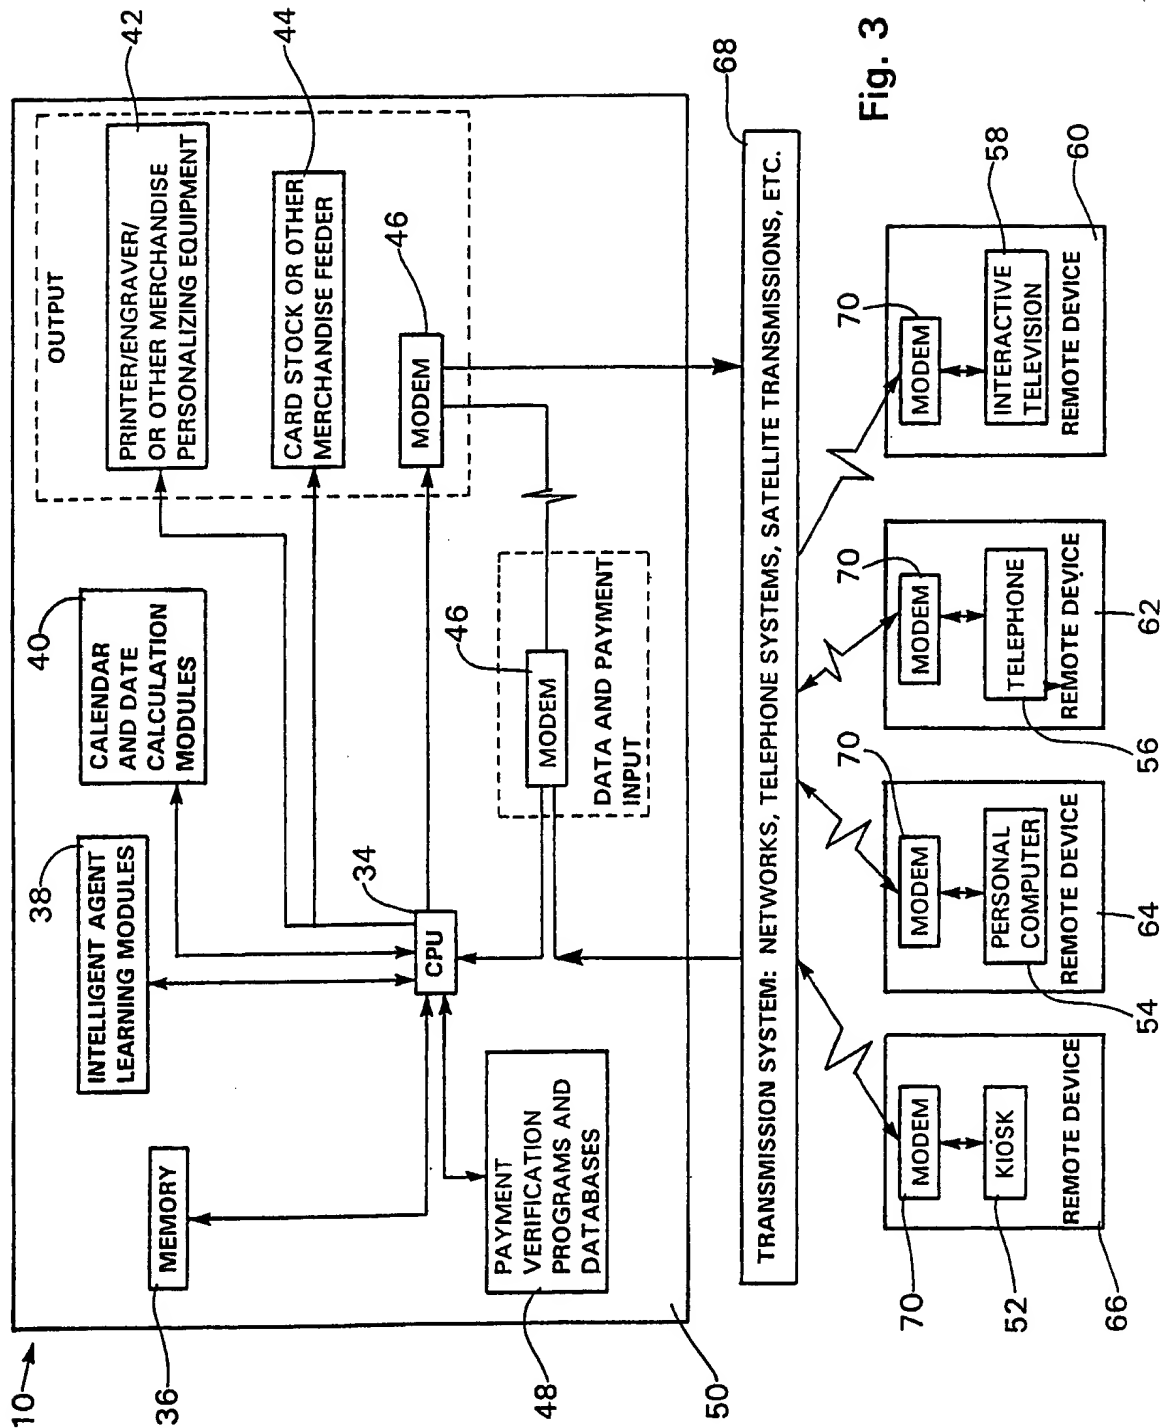 10
36
MEMORY
38
INTELLIGENT AGENT
LEARNING MODULES
40
CALENDAR
AND DATE
CALCULATION
MODULES
OUTPUT
42
PRINTER/ENGRAVER/
OR OTHER MERCHANDISE
PERSONALIZING EQUIPMENT
44
CARD STOCK OR OTHER
MERCHANDISE FEEDER
46
MODEM
34
CPU
48
PAYMENT
VERIFICATION
PROGRAMS AND
DATABASES
46
MODEM
DATA AND PAYMENT
INPUT
50
68
TRANSMISSION SYSTEM: NETWORKS, TELEPHONE SYSTEMS, SATELLITE TRANSMISSIONS, ETC.
70
MODEM
52
KIOSK
REMOTE DEVICE
66
70
MODEM
54
PERSONAL
COMPUTER
REMOTE DEVICE
64
70
MODEM
56
TELEPHONE
REMOTE DEVICE
62
70
MODEM
58
INTERACTIVE
TELEVISION
REMOTE DEVICE
60
Fig. 3